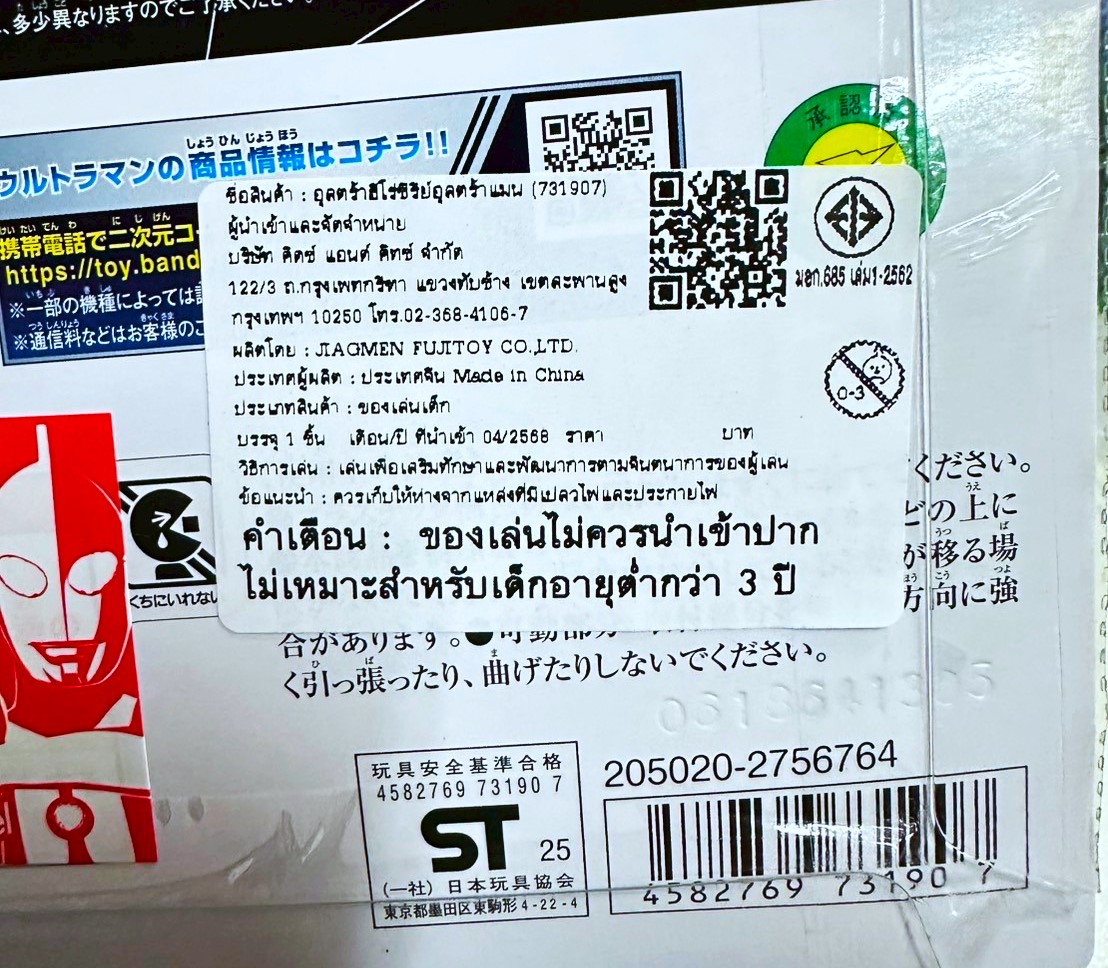 、多少異なりますのでご了承ください。
ウルトラマンの商品情報はコチラ!!
承認
携帯電話で二次元コ
https://toy.band
※一部の機種によっては
※通信料などはお客様のご
ชื่อสินค้า : อุลตร้าฮีโร่ซีรี่ย์อุลตร้าแมน (731907)
ผู้นำเข้าและจัดจำหน่าย
บริษัท คิดซ์ แอนด์ คิทซ์ จำกัด
122/3 ถ.กรุงเทพกรีฑา แขวงทับช้าง เขตสะพานสูง
กรุงเทพฯ 10250 โทร.02-368-4106-7
ผลิตโดย : JIAGMEN FUJITOY CO.,LTD.
ประเทศผู้ผลิต : ประเทศจีน Made in China
ประเภทสินค้า : ของเล่นเด็ก
บรรจุ 1 ชิ้น เดือน/ปี ที่นำเข้า 04/2568 ราคา บาท
วิธีการเล่น : เล่นเพื่อเสริมทักษาและพัฒนาการตามจินตนาการของผู้เล่น
ข้อแนะนำ : ควรเก็บให้ห่างจากแหล่งที่มีเปลวไฟและประกายไฟ
คำเตือน : ของเล่นไม่ควรนำเข้าปาก
ไม่เหมาะสำหรับเด็กอายุต่ำกว่า 3 ปี
มอก.685 เล่ม1-2562
0-3
ください。
どの上に
が移る場
方向に強
くちにいれない
合があります。●可動部分
く引っ張ったり、曲げたりしないでください。
玩具安全基準合格
4582769 73190 7
ST 25
(一社)日本玩具協会
東京都墨田区東駒形4-22-4
205020-2756764
4582769 73190 7